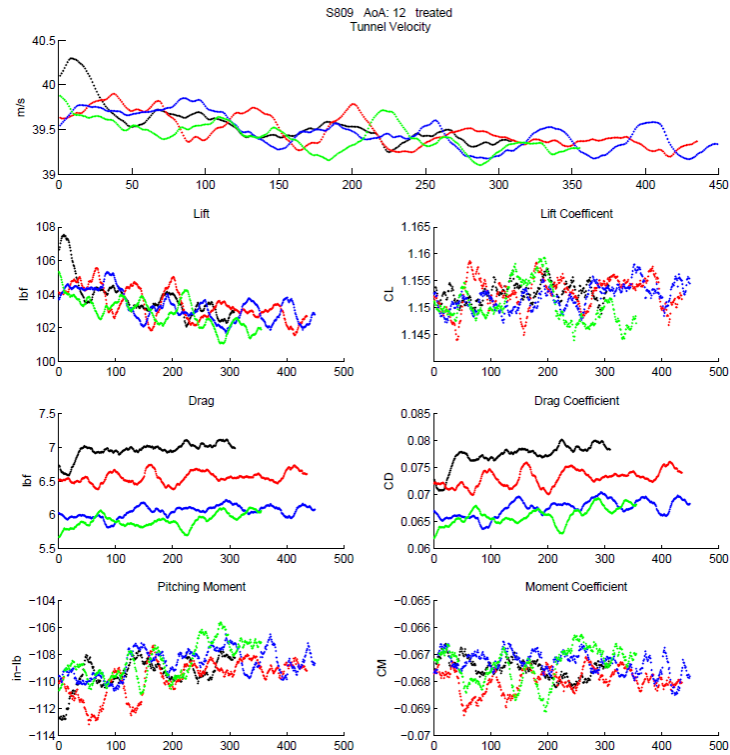 S809 AoA: 12 treated
Tunnel Velocity
40.5
40
39.5
39
m/s
0 50 100 150 200 250 300 350 400 450
Lift
108
106
104
102
100
lbf
0 100 200 300 400 500
Lift Coefficent
1.165
1.16
1.155
1.15
1.145
CL
0 100 200 300 400 500
Drag
7.5
7
6.5
6
5.5
lbf
0 100 200 300 400 500
Drag Coefficient
0.085
0.08
0.075
0.07
0.065
0.06
CD
0 100 200 300 400 500
Pitching Moment
−104
−106
−108
−110
−112
−114
in−lb
0 100 200 300 400 500
Moment Coefficient
−0.065
−0.066
−0.067
−0.068
−0.069
−0.07
CM
0 100 200 300 400 500